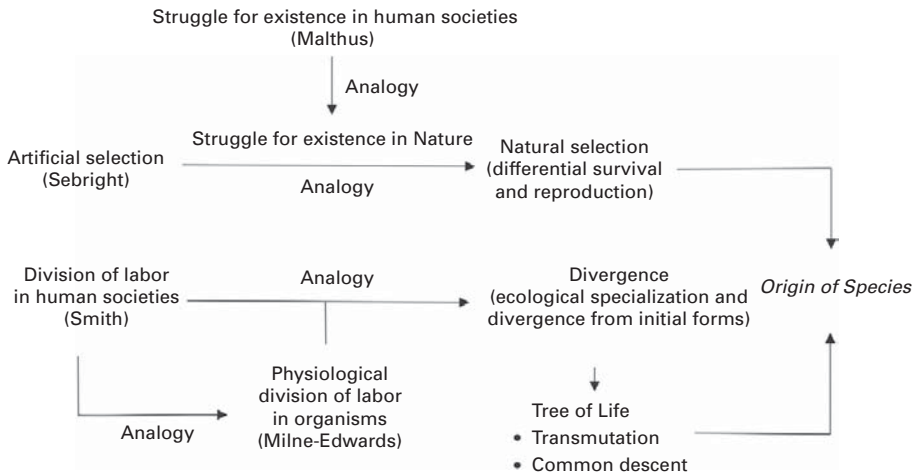 Struggle for existence in human societies
(Malthus)
Analogy
Struggle for existence in Nature
Artificial selection
(Sebright)
Analogy
Natural selection
(differential survival
and reproduction)
Division of labor
in human societies
(Smith)
Analogy
Divergence
(ecological specialization and
divergence from initial forms)
Origin of Species
Analogy
Physiological
division of labor
in organisms
(Milne-Edwards)
Tree of Life
• Transmutation
• Common descent